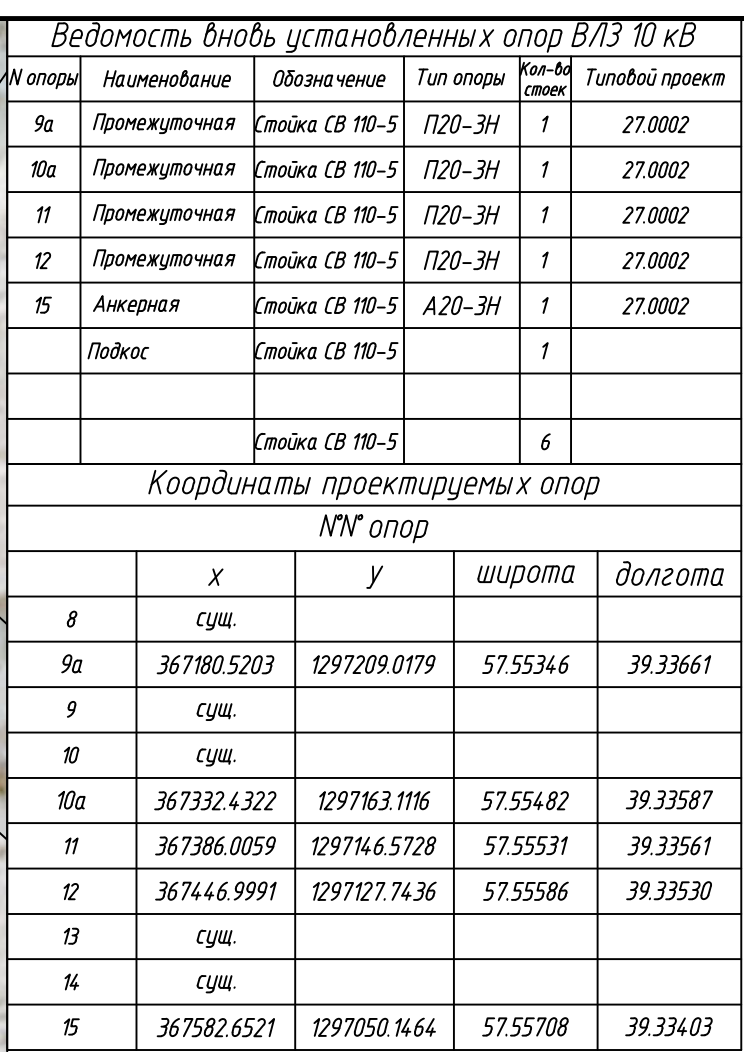 Ведомость вновь установленных опор ВЛЗ 10 кВ
N опоры Наименование Обозначение Тип опоры Кол-во стоек Типовой проект
9а Промежуточная Стойка СВ 110-5 П20-3Н 1 27.0002
10а Промежуточная Стойка СВ 110-5 П20-3Н 1 27.0002
11 Промежуточная Стойка СВ 110-5 П20-3Н 1 27.0002
12 Промежуточная Стойка СВ 110-5 П20-3Н 1 27.0002
15 Анкерная Стойка СВ 110-5 А20-3Н 1 27.0002
Подкос Стойка СВ 110-5 1
Стойка СВ 110-5 6
Координаты проектируемых опор
N°N° опор
x y широта долгота
8 сущ.
9а 367180.5203 1297209.0179 57.55346 39.33661
9 сущ.
10 сущ.
10а 367332.4322 1297163.1116 57.55482 39.33587
11 367386.0059 1297146.5728 57.55531 39.33561
12 367446.9991 1297127.7436 57.55586 39.33530
13 сущ.
14 сущ.
15 367582.6521 1297050.1464 57.55708 39.33403